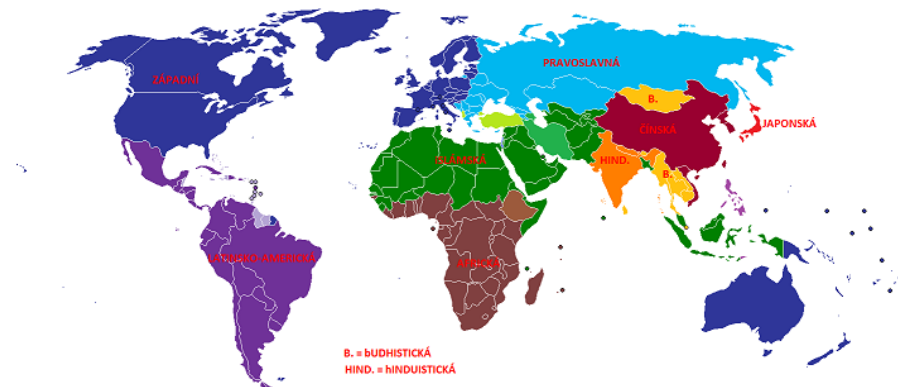 ZÁPADNÍ
PRAVOSLAVNÁ
B.
ČÍNSKÁ
JAPONSKÁ
ISLÁMSKÁ
HIND.
B.
LATINSKO-AMERICKÁ
AFRICKÁ
B. = bUDHISTICKÁ
HIND. = hINDUISTICKÁ